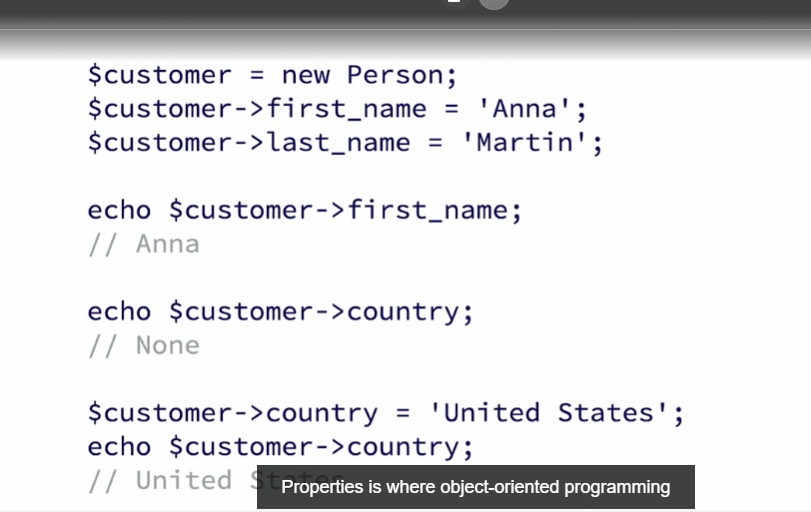 $customer = new Person;
$customer->first_name = 'Anna';
$customer->last_name = 'Martin';
echo $customer->first_name;
// Anna
echo $customer->country;
// None
$customer->country = 'United States';
echo $customer->country;
// United States
Properties is where object-oriented programming